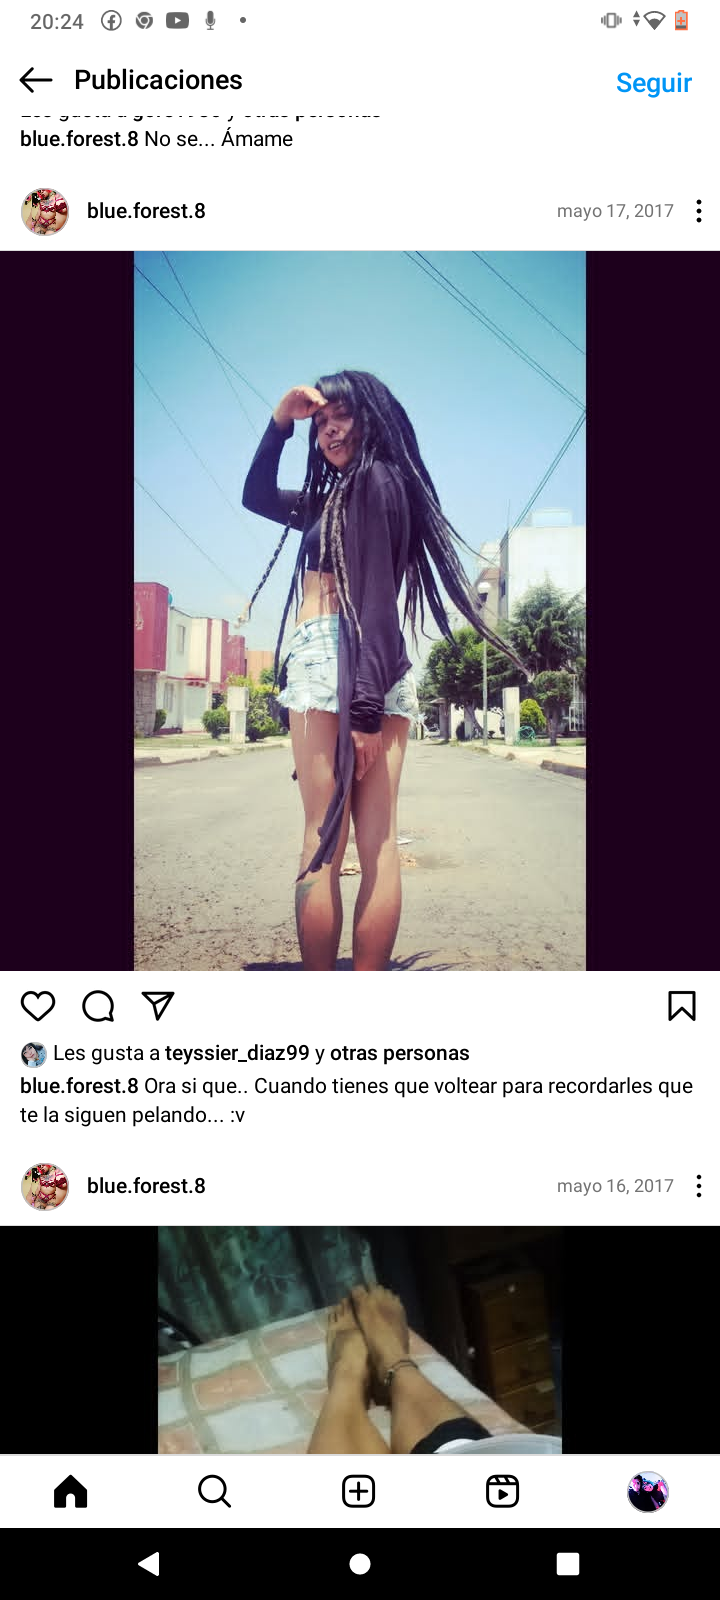 20:24
Publicaciones
Seguir
blue.forest.8 No se... Ámame
blue.forest.8
mayo 17, 2017
Les gusta a teyssier_diaz99 y otras personas
blue.forest.8 Ora si que.. Cuando tienes que voltear para recordarles que
te la siguen pelando... :v
blue.forest.8
mayo 16, 2017